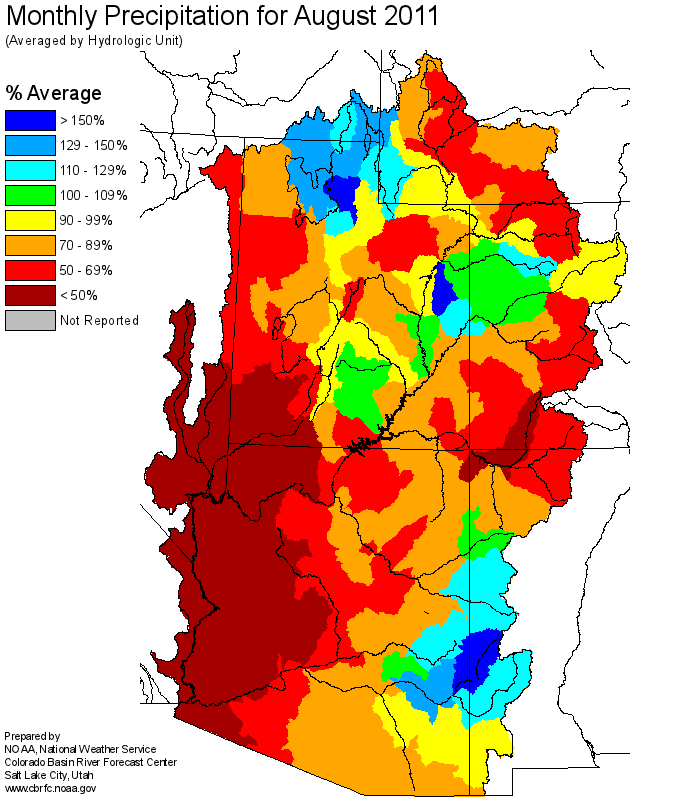 Monthly Precipitation for August 2011
(Averaged by Hydrologic Unit)
% Average
> 150%
129 - 150%
110 - 129%
100 - 109%
90 - 99%
70 - 89%
50 - 69%
< 50%
Not Reported
Prepared by
NOAA, National Weather Service
Colorado Basin River Forecast Center
Salt Lake City, Utah
www.cbrfc.noaa.gov